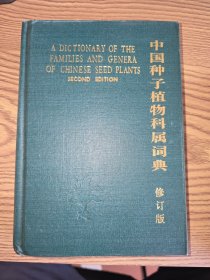 A DICTIONARY OF THE
FAMILIES AND GENERA
OF CHINESE SEED PLANTS
SECOND EDITION
中国种子植物科属词典
修订版